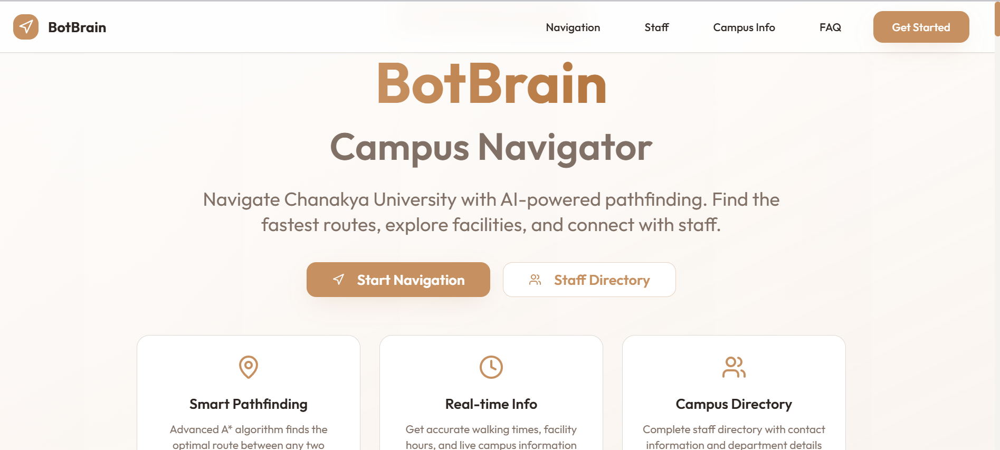 BotBrain
Navigation
Staff
Campus Info
FAQ
Get Started
BotBrain
Campus Navigator
Navigate Chanakya University with AI-powered pathfinding. Find the
fastest routes, explore facilities, and connect with staff.
Start Navigation
Staff Directory
Smart Pathfinding
Advanced A* algorithm finds the
optimal route between any two
Real-time Info
Get accurate walking times, facility
hours, and live campus information
Campus Directory
Complete staff directory with contact
information and department details